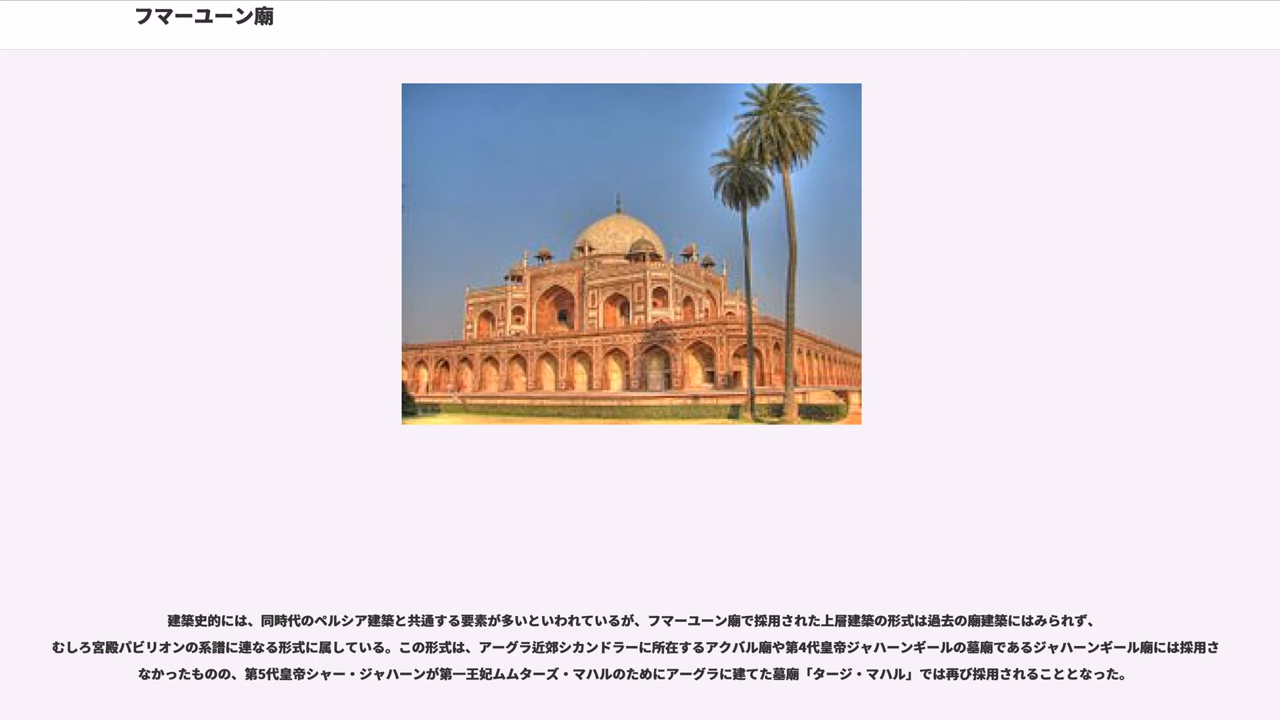 フマーユーン廟
建築史的には、同時代のペルシア建築と共通する要素が多いといわれているが、フマーユーン廟で採用された上層建築の形式は過去の廟建築にはみられず、
むしろ宮殿パビリオンの系譜に連なる形式に属している。この形式は、アーグラ近郊シカンドラーに所在するアクバル廟や第4代皇帝ジャハーンギールの墓廟であるジャハーンギール廟には採用さ
なかったものの、第5代皇帝シャー・ジャハーンが第一王妃ムムターズ・マハルのためにアーグラに建てた墓廟「タージ・マハル」では再び採用されることとなった。